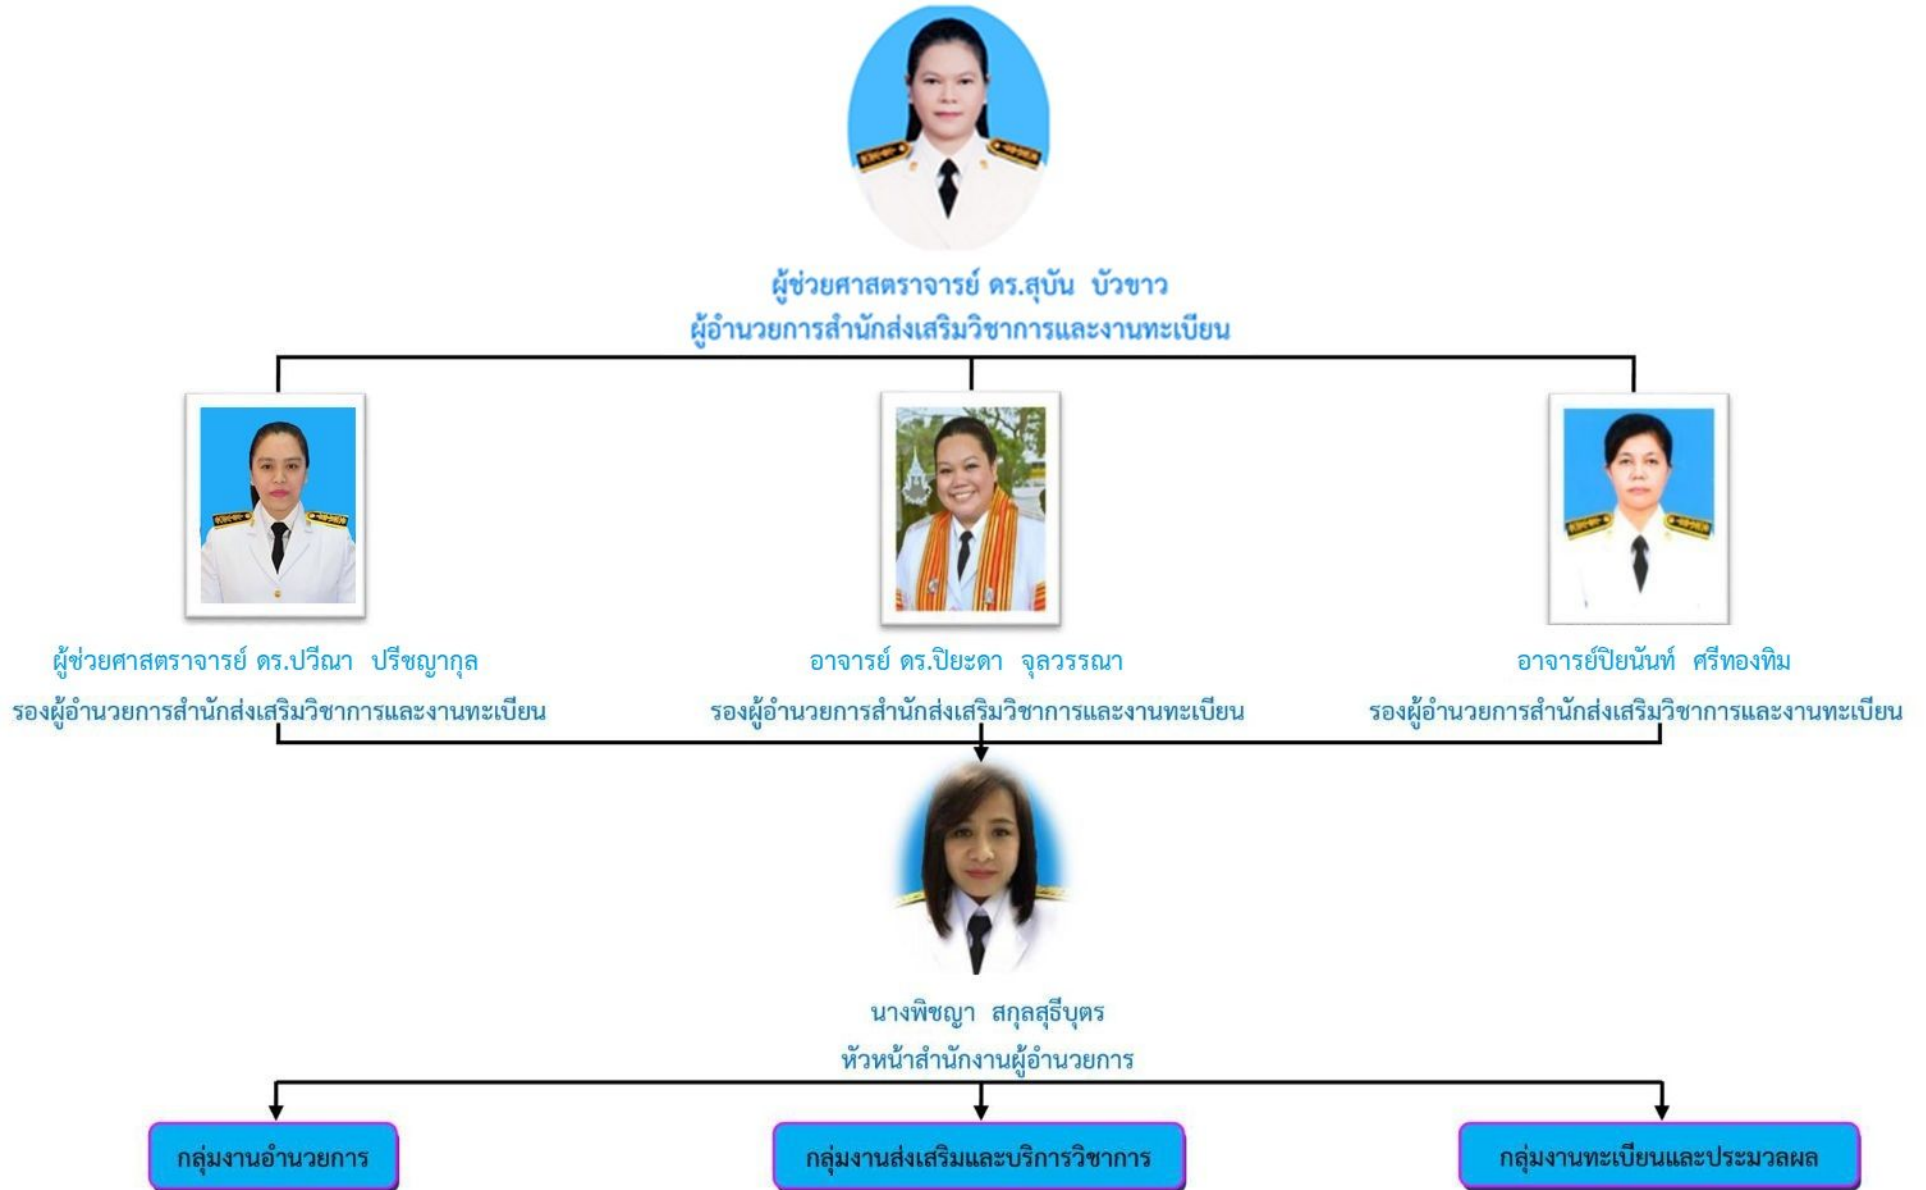 ผู้ช่วยศาสตราจารย์ ดร.สุบัน  บัวขาว
ผู้อำนวยการสำนักส่งเสริมวิชาการและงานทะเบียน
ผู้ช่วยศาสตราจารย์ ดร.ปวีณา  ปรีชญากุล
รองผู้อำนวยการสำนักส่งเสริมวิชาการและงานทะเบียน
อาจารย์ ดร.ปิยะดา  จุลวรรณา
รองผู้อำนวยการสำนักส่งเสริมวิชาการและงานทะเบียน
อาจารย์ปิยนันท์  ศรีทองทิม
รองผู้อำนวยการสำนักส่งเสริมวิชาการและงานทะเบียน
นางพิชญา  สกุลสุธีบุตร
หัวหน้าสำนักงานผู้อำนวยการ
กลุ่มงานอำนวยการ
กลุ่มงานส่งเสริมและบริการวิชาการ
กลุ่มงานทะเบียนและประมวลผล